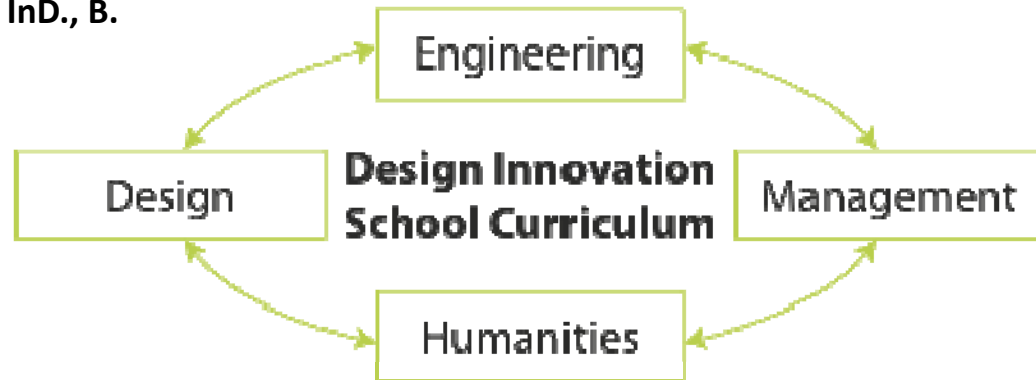 InD., B.
Engineering
Design
Design Innovation
School Curriculum
Management
Humanities